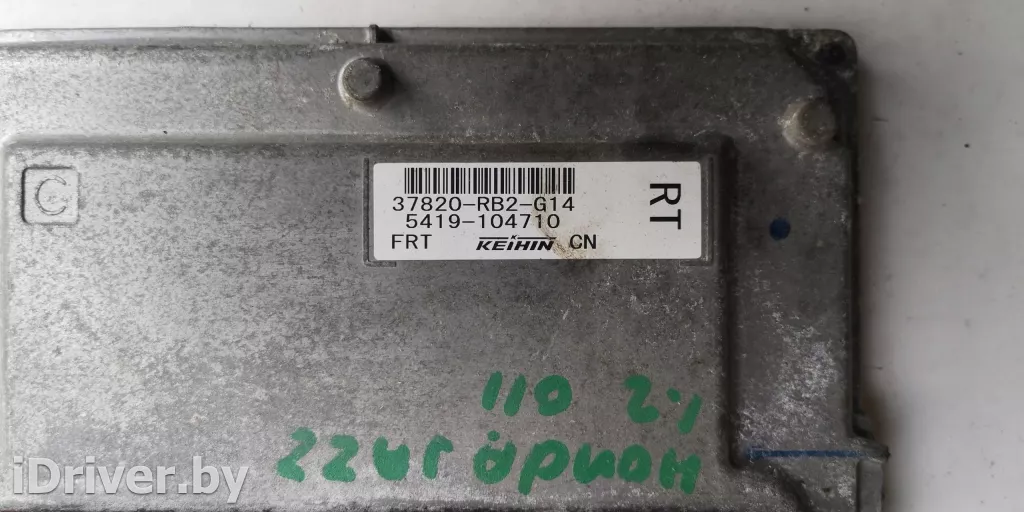 C
37820-RB2-G14
5419-104710
FRT KEIHIN CN
RT
Honda Jazz
1.2 011
iDriver.by